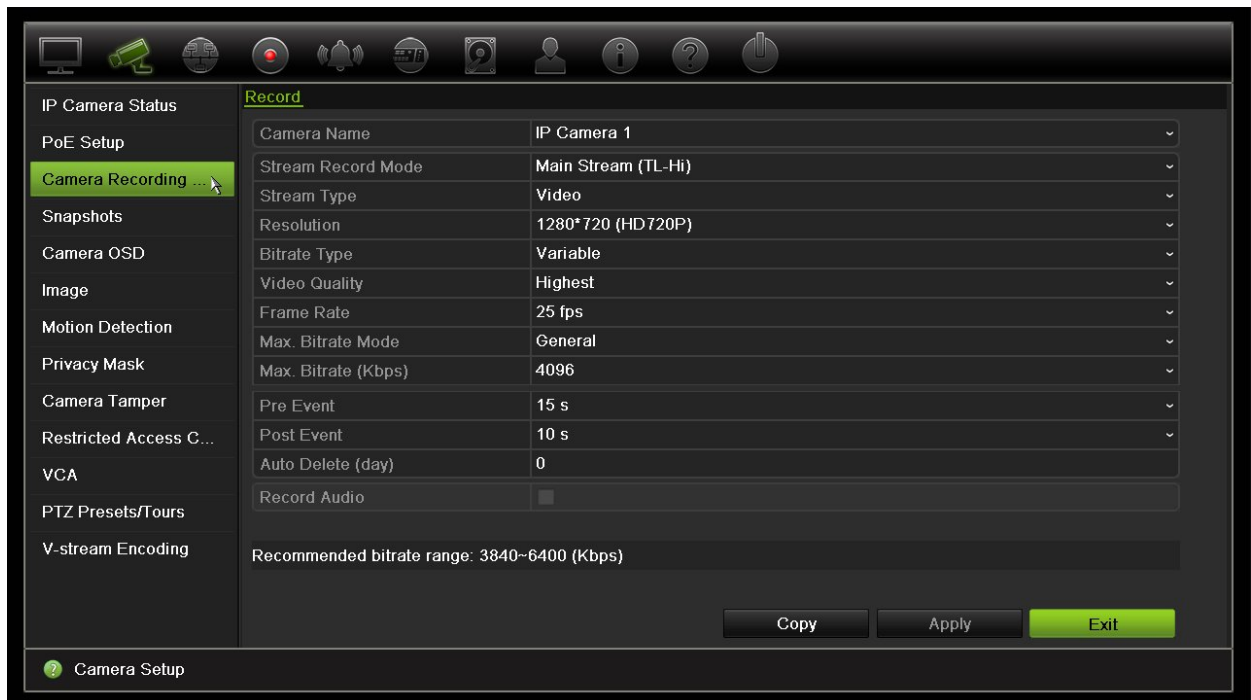 IP Camera Status
PoE Setup
Camera Recording ...
Snapshots
Camera OSD
Image
Motion Detection
Privacy Mask
Camera Tamper
Restricted Access C...
VCA
PTZ Presets/Tours
V-stream Encoding
Record
Camera Name IP Camera 1
Stream Record Mode Main Stream (TL-Hi)
Stream Type Video
Resolution 1280*720 (HD720P)
Bitrate Type Variable
Video Quality Highest
Frame Rate 25 fps
Max. Bitrate Mode General
Max. Bitrate (Kbps) 4096
Pre Event 15 s
Post Event 10 s
Auto Delete (day) 0
Record Audio
Recommended bitrate range: 3840~6400 (Kbps)
Copy Apply Exit
Camera Setup